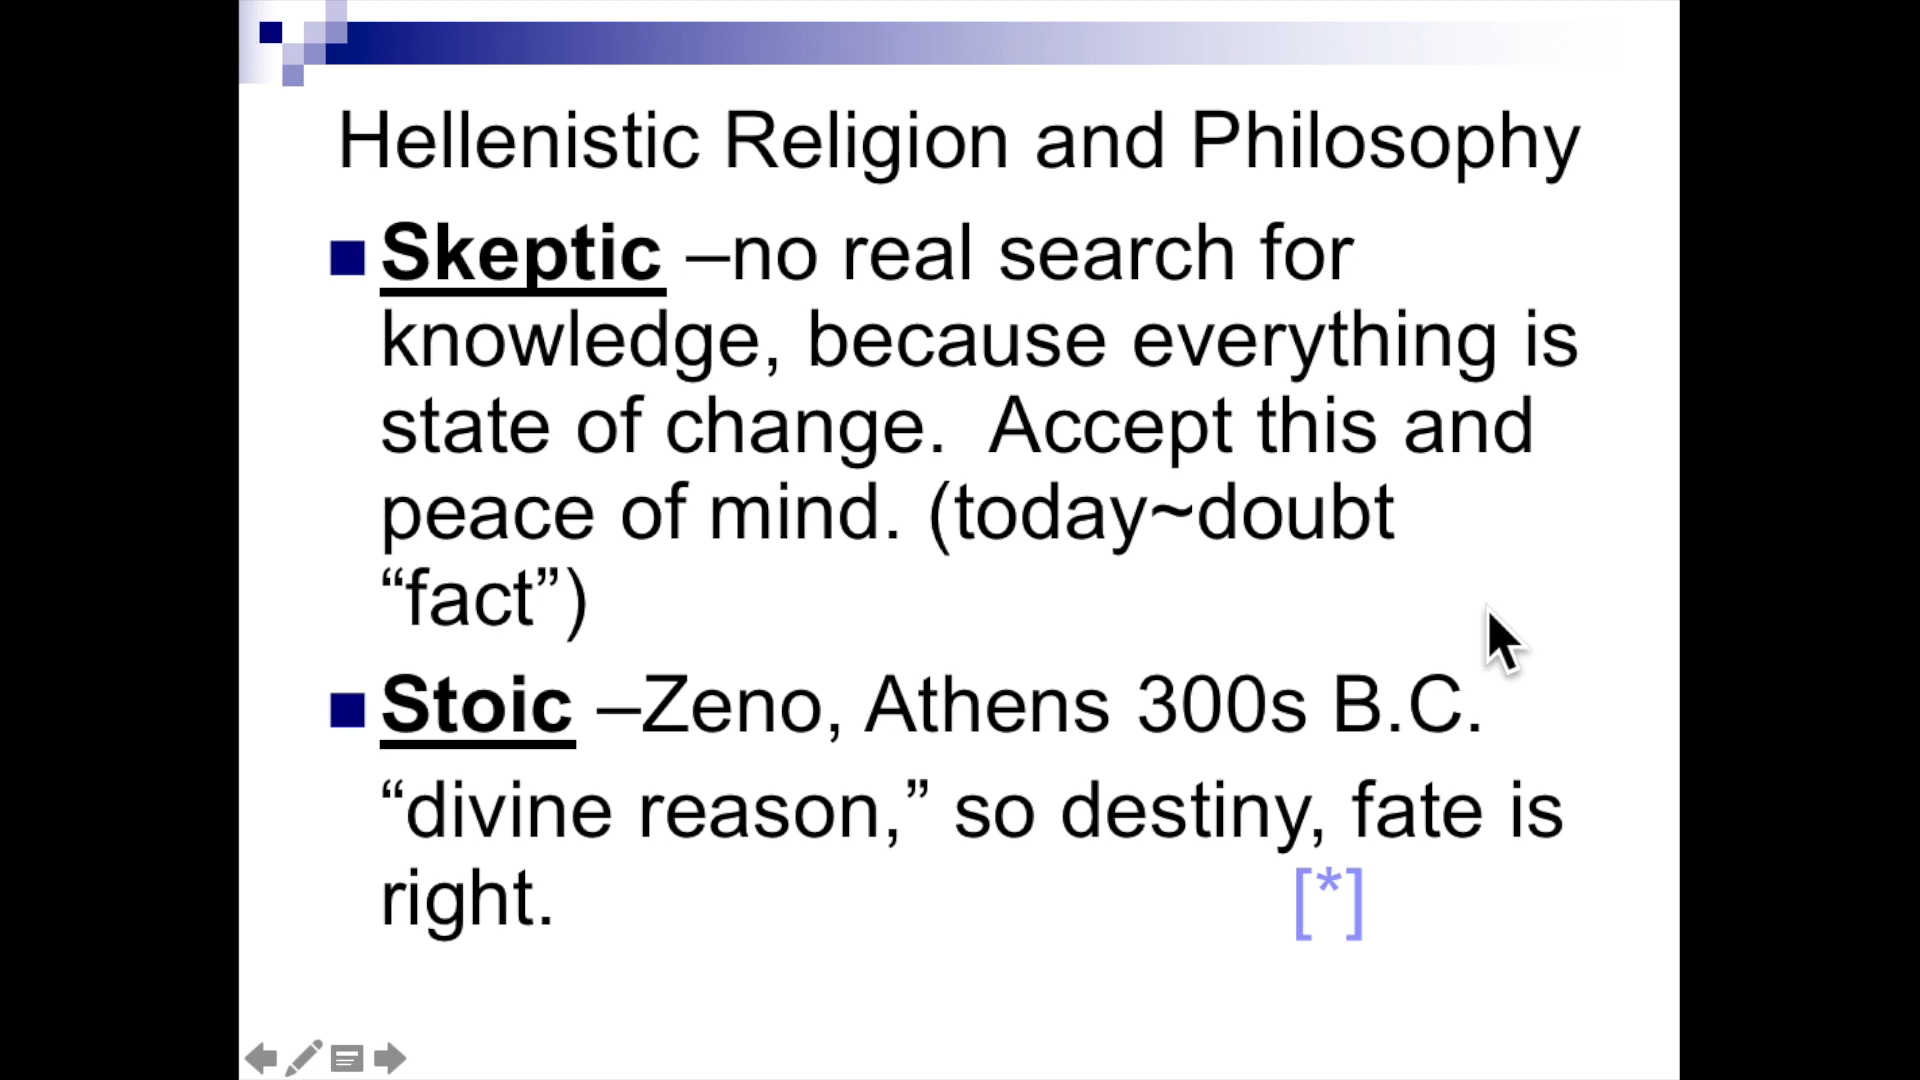 Hellenistic Religion and Philosophy
Skeptic –no real search for
knowledge, because everything is
state of change.  Accept this and
peace of mind. (today~doubt
“fact”)
Stoic –Zeno, Athens 300s B.C.
“divine reason,” so destiny, fate is
right. [*]